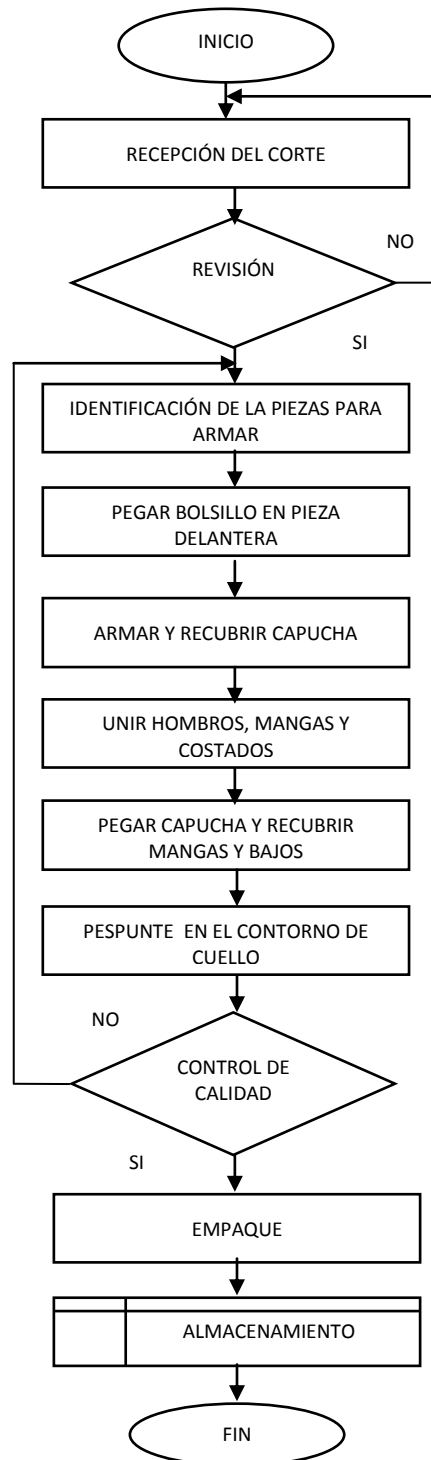 INICIO
RECEPCIÓN DEL CORTE
NO
REVISIÓN
SI
IDENTIFICACIÓN DE LA PIEZAS PARA
ARMAR
PEGAR BOLSILLO EN PIEZA
DELANTERA
ARMAR Y RECUBRIR CAPUCHA
UNIR HOMBROS, MANGAS Y
COSTADOS
PEGAR CAPUCHA Y RECUBRIR
MANGAS Y BAJOS
PESPUNTE EN EL CONTORNO DE
CUELLO
NO
CONTROL DE
CALIDAD
SI
EMPAQUE
ALMACENAMIENTO
FIN